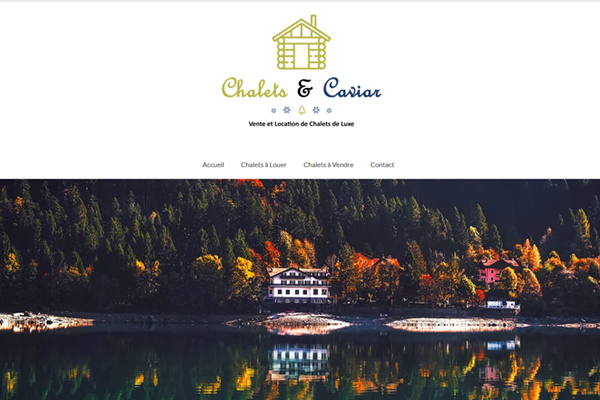 Chalets & Caviar
Vente et Location de Chalets de Luxe
Accueil Chalets à Louer Chalets à Vendre Contact